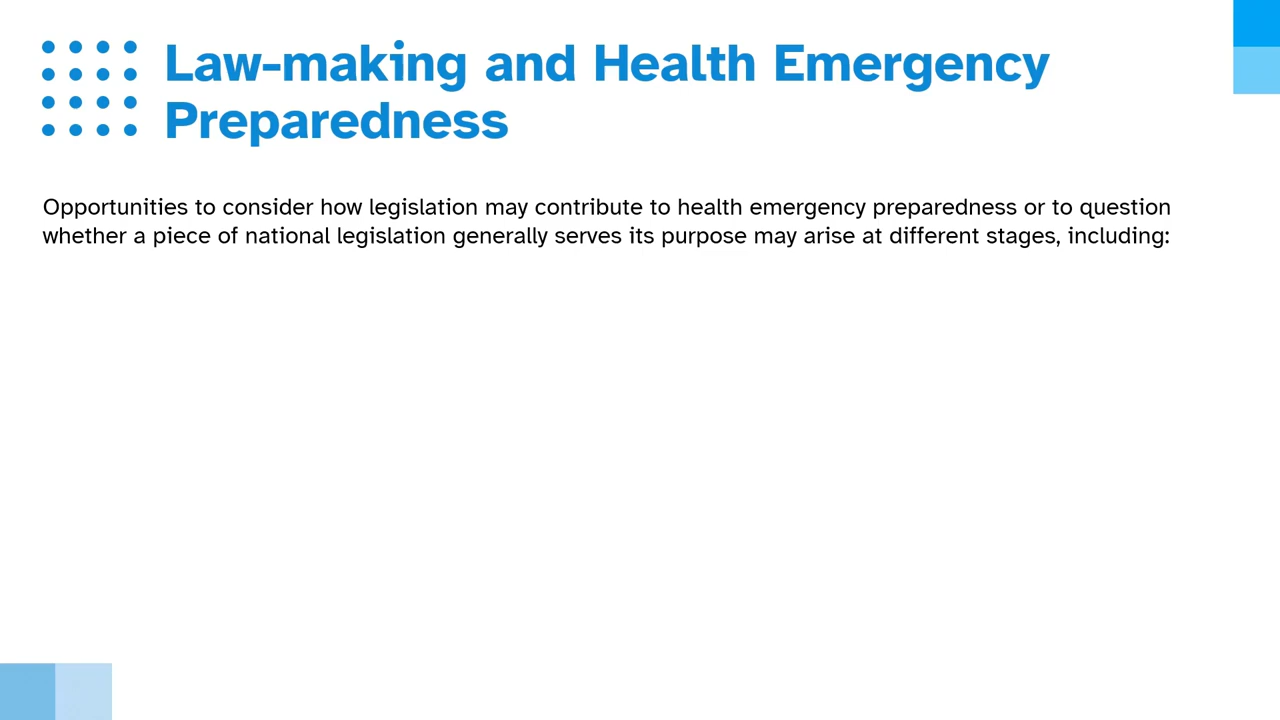 Law-making and Health Emergency
Preparedness
Opportunities to consider how legislation may contribute to health emergency preparedness or to question
whether a piece of national legislation generally serves its purpose may arise at different stages, including: